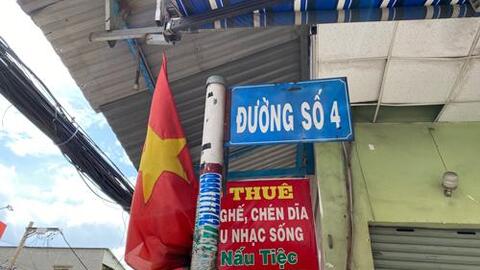 ĐƯỜNG SỐ 4
THUÊ
GHẾ, CHÉN DĨA
U NHẠC SỐNG
Nấu Tiệc